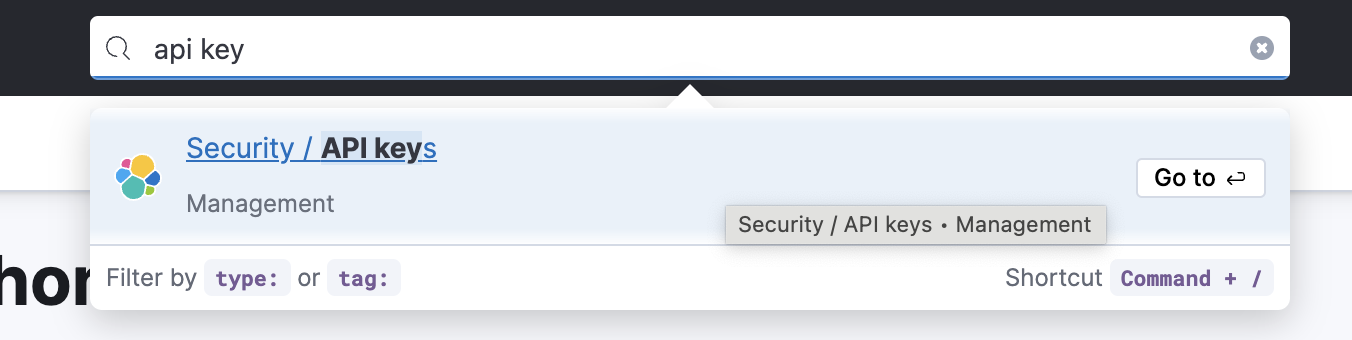 api key
Security / API keys
Management
Go to
Security / API keys • Management
Filter by type: or tag:
Shortcut Command + /